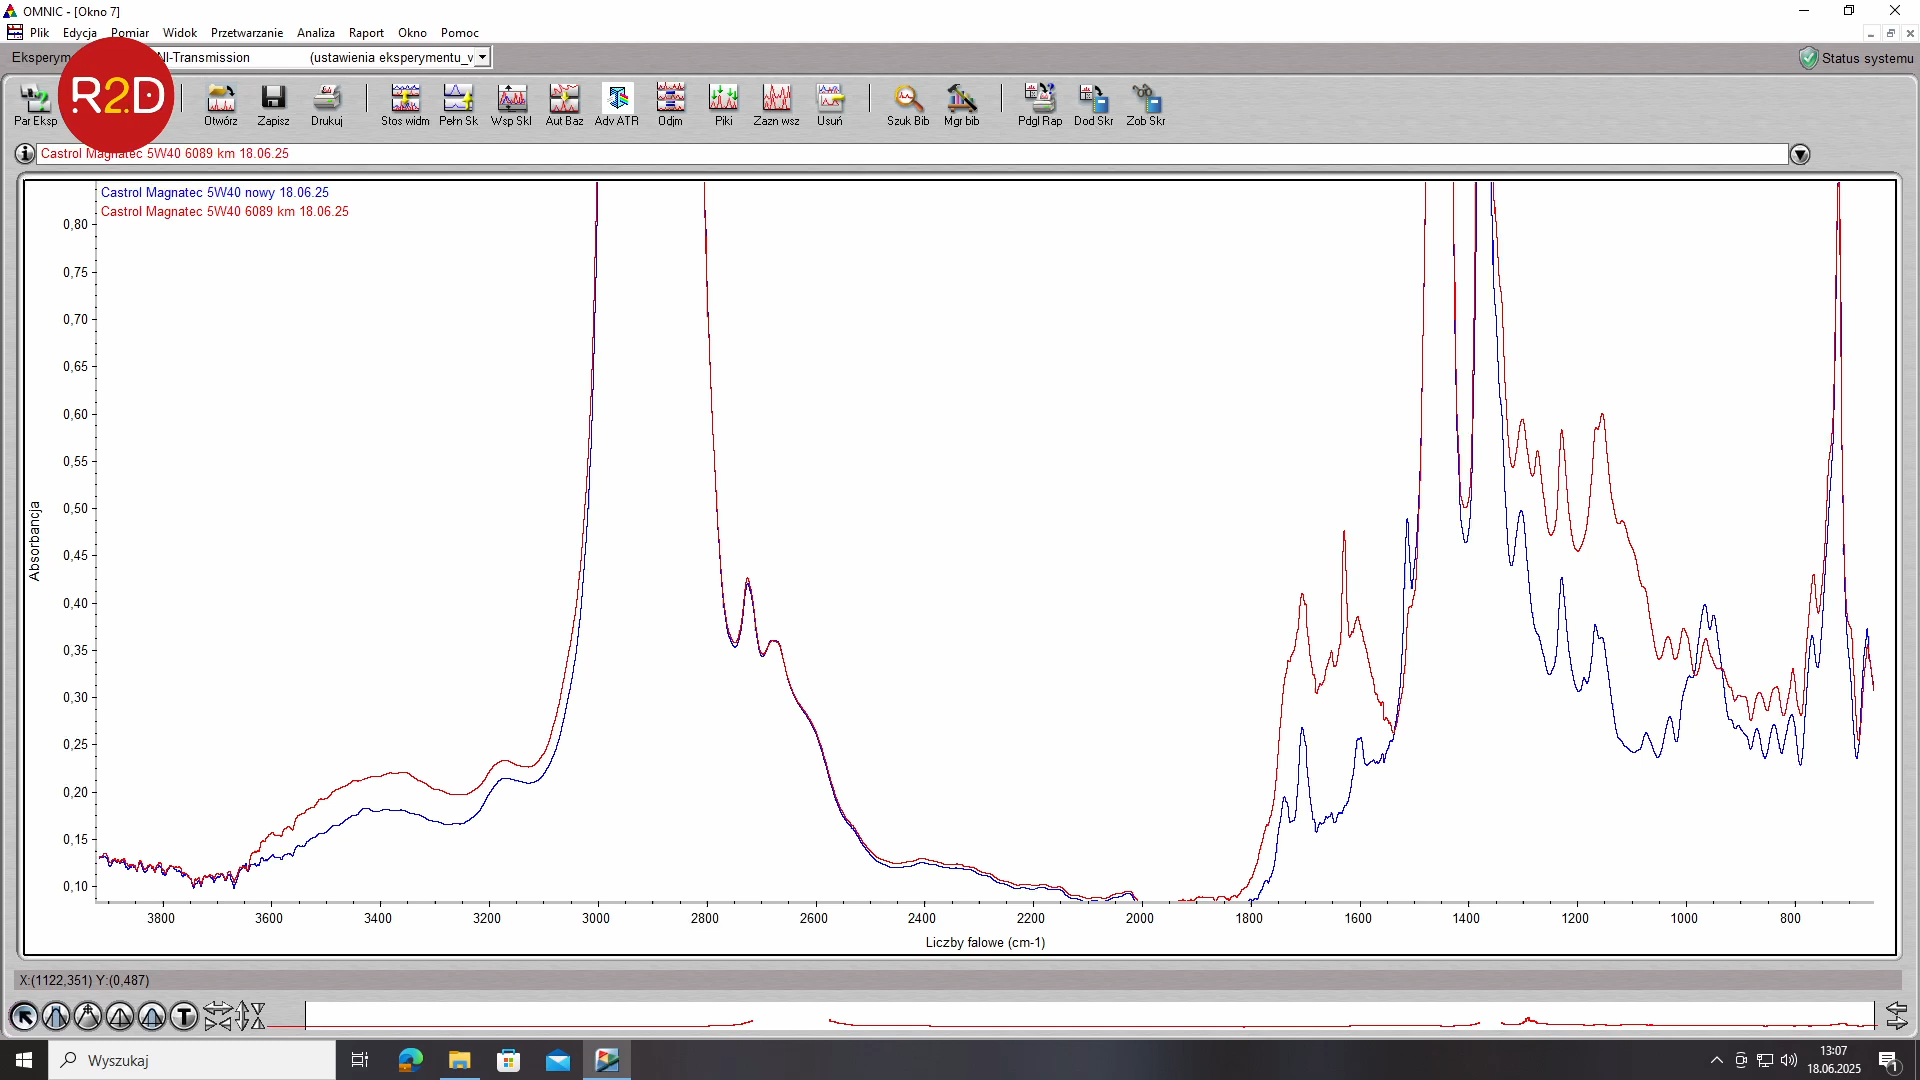 OMNIC - [Okno 7]
Plik Edycja Pomiar Widok Przetwarzanie Analiza Raport Okno Pomoc
Eksperym
-Transmission (ustawienia eksperymentu_v
Status systemu
R2D
Par Eksp
Otwórz Zapisz Drukuj Stos widm Pełn Sk Wsp Skl Aut Baz Adv ATR Odjm Piki Zazn wsz Usuń Szuk Bib Mgr bib Pdgl Rap Dod Skr Zob Skr
Castrol Magnatec 5W40 6089 km 18.06.25
Castrol Magnatec 5W40 nowy 18.06.25
Castrol Magnatec 5W40 6089 km 18.06.25
0,80
0,75
0,70
0,65
0,60
0,55
0,50
0,45
0,40
0,35
0,30
0,25
0,20
0,15
0,10
Absorbancja
3800 3600 3400 3200 3000 2800 2600 2400 2200 2000 1800 1600 1400 1200 1000 800
Liczby falowe (cm-1)
X:(1122,351) Y:(0,487)
T
Wyszukaj
13:07
18.06.2025
1